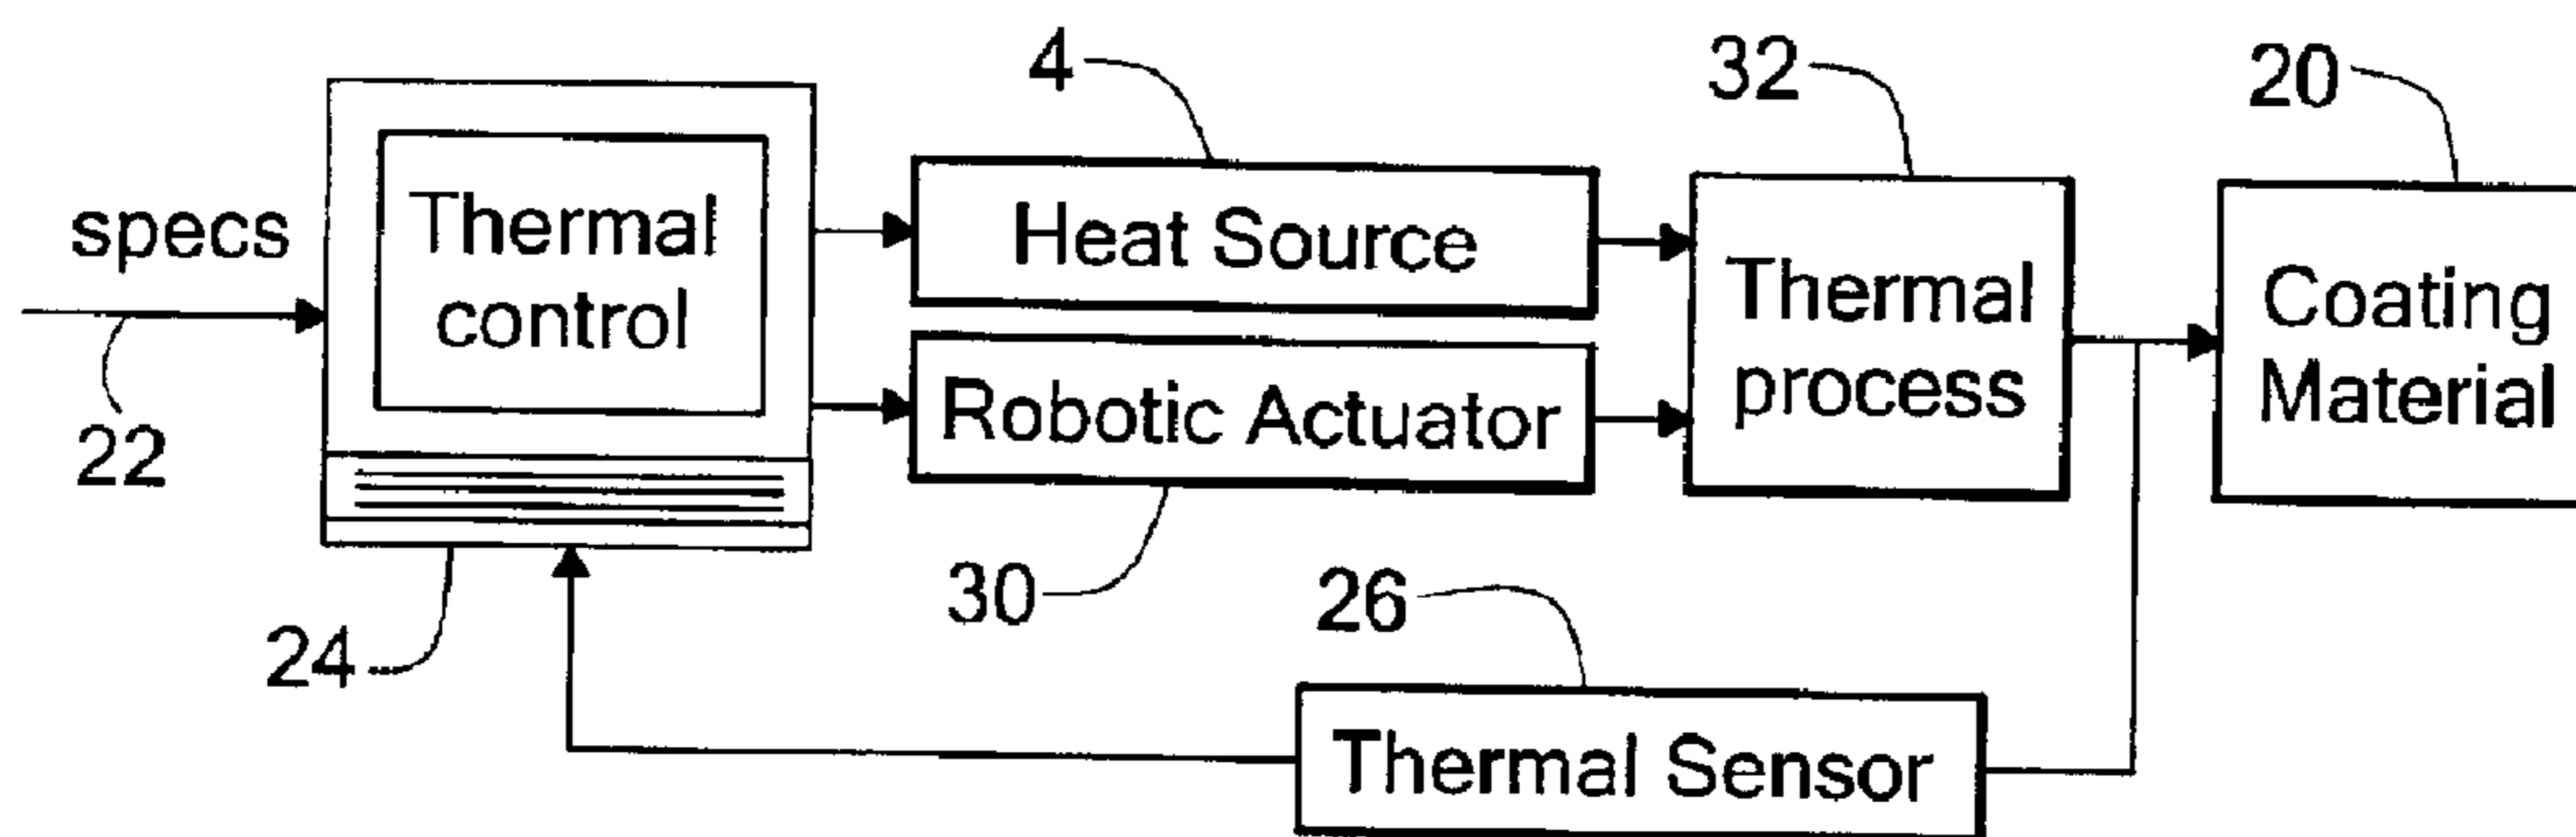 4
32
20
specs
Thermal
control
Heat Source
Thermal
process
Coating
Material
22
Robotic Actuator
24
30
26
Thermal Sensor